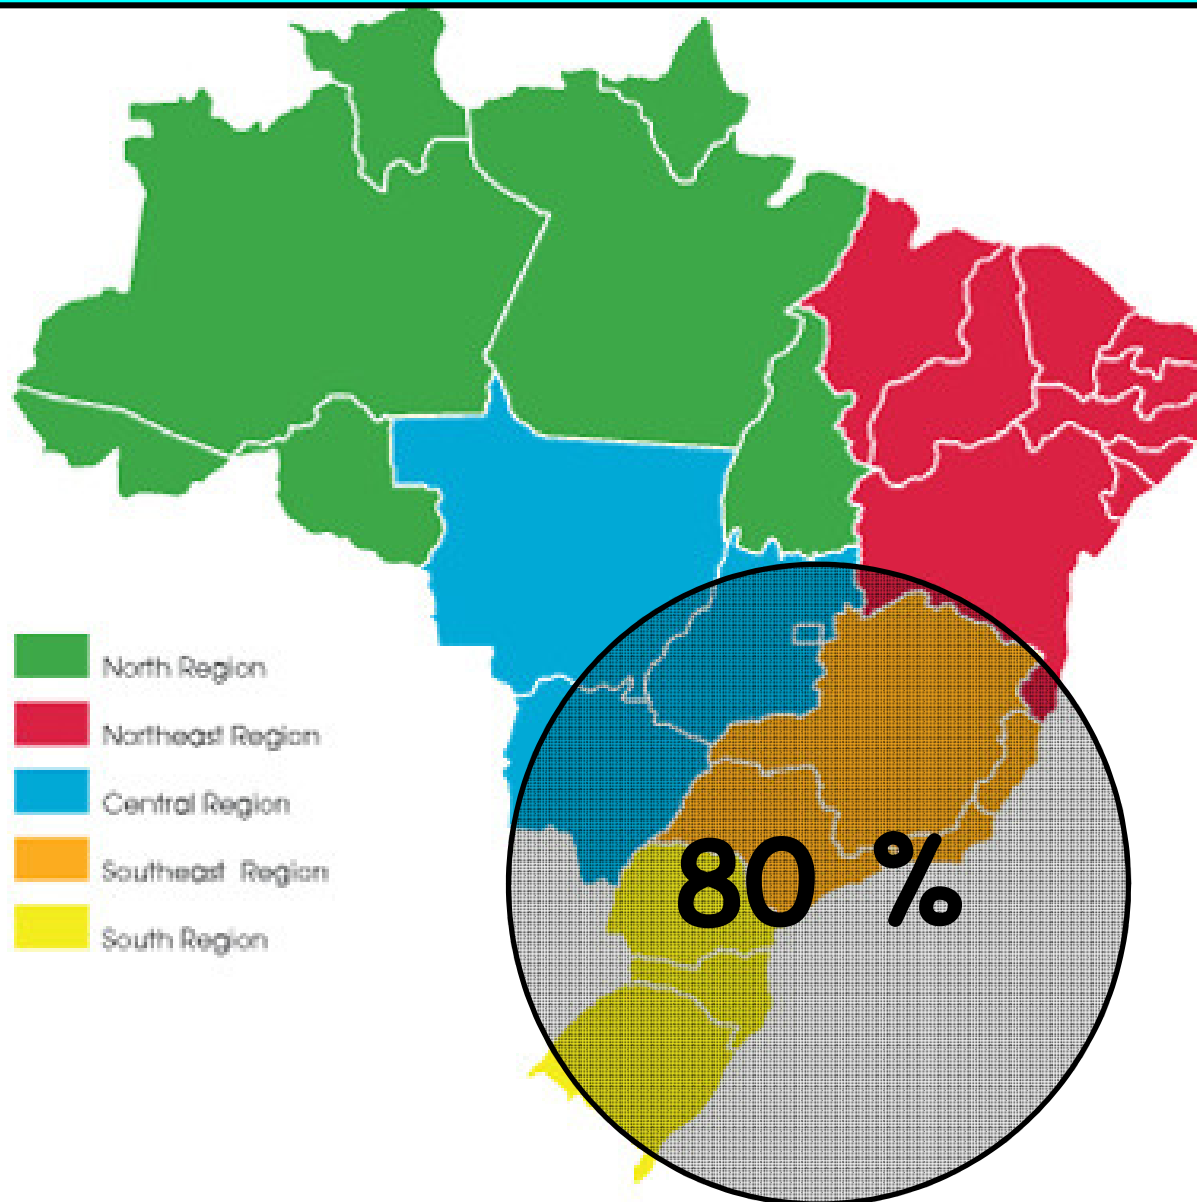 North Region
Northeast Region
Central Region
Southeast Region
South Region
80 %